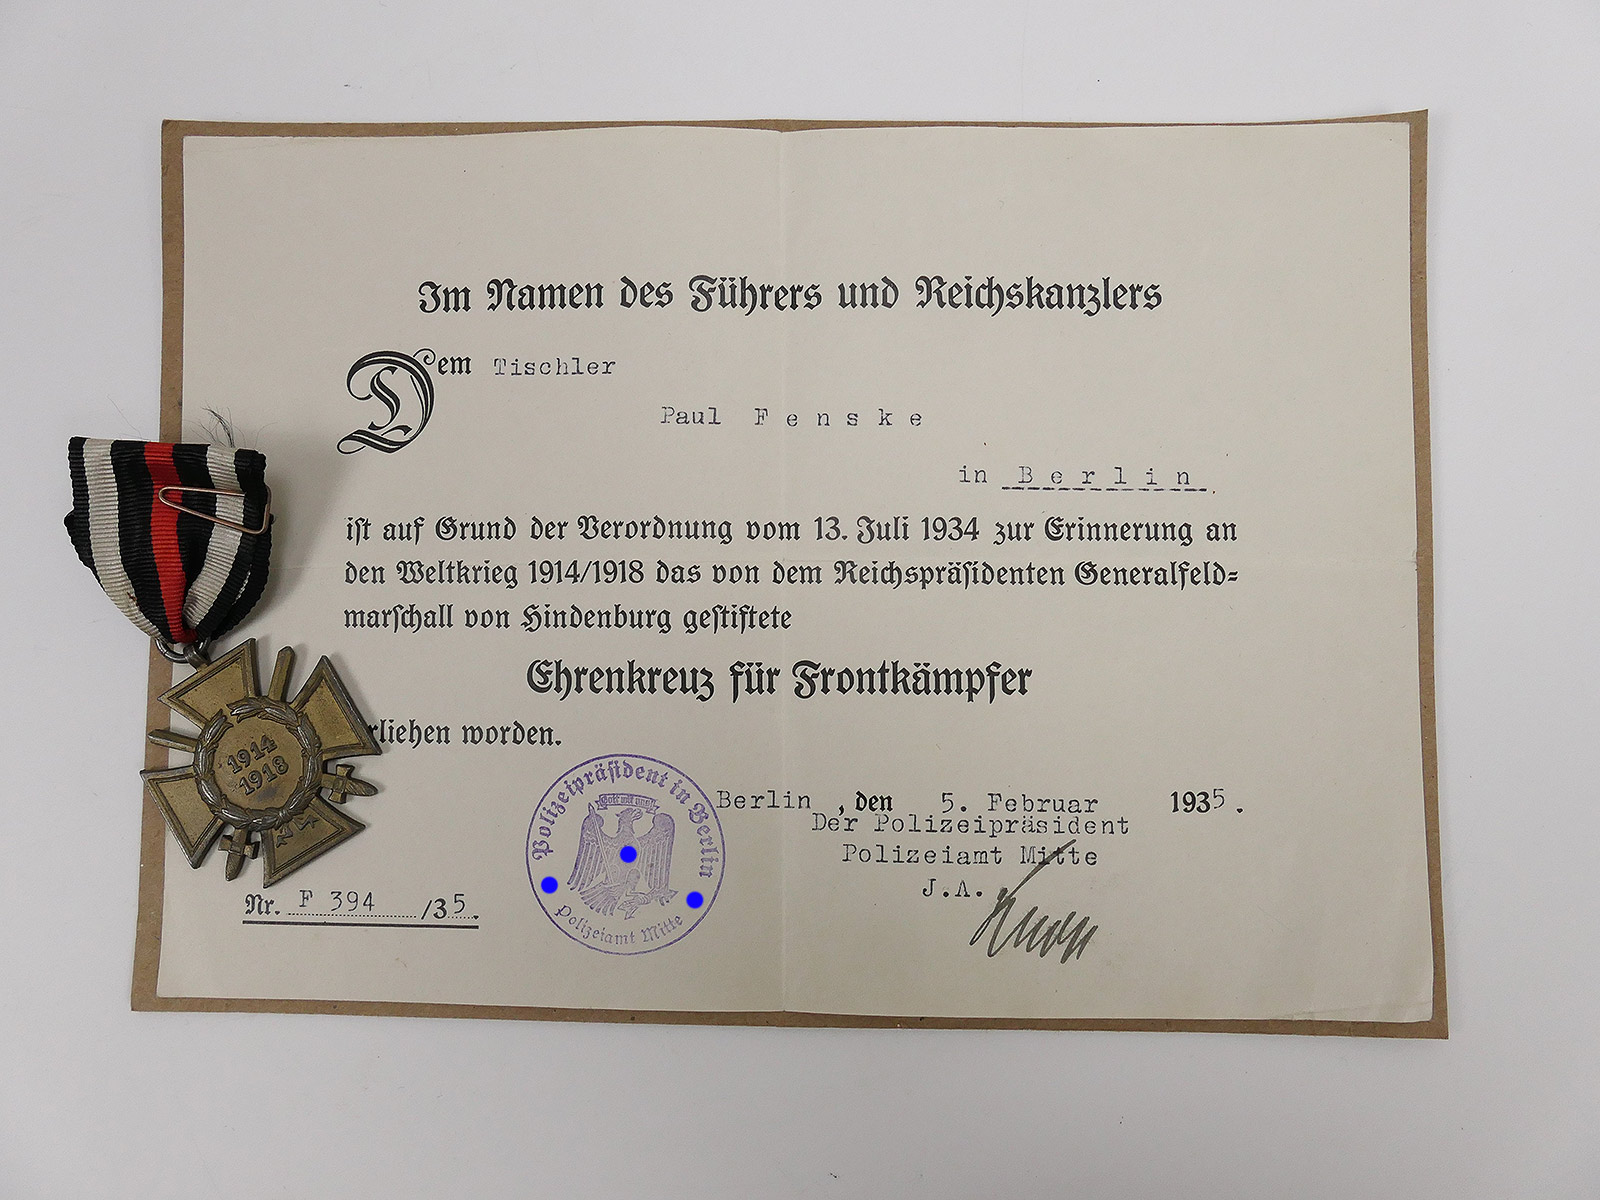 Im Namen des Führers und Reichskanzlers
Dem Tischler
Paul Fenske
in Berlin
ist auf Grund der Verordnung vom 13. Juli 1934 zur Erinnerung an
den Weltkrieg 1914/1918 das von dem Reichspräsidenten Generalfeld=
marschall von Hindenburg gestiftete
Ehrenkreuz für Frontkämpfer
rliehen worden.
1914
1918
Berlin, den 5. Februar 1935.
Der Polizeipräsident
Polizeiamt Mitte
J.A.
Nr. F 394 /35.
Polizeipräsident in Berlin
Gott mit uns!
Polizeiamt Mitte